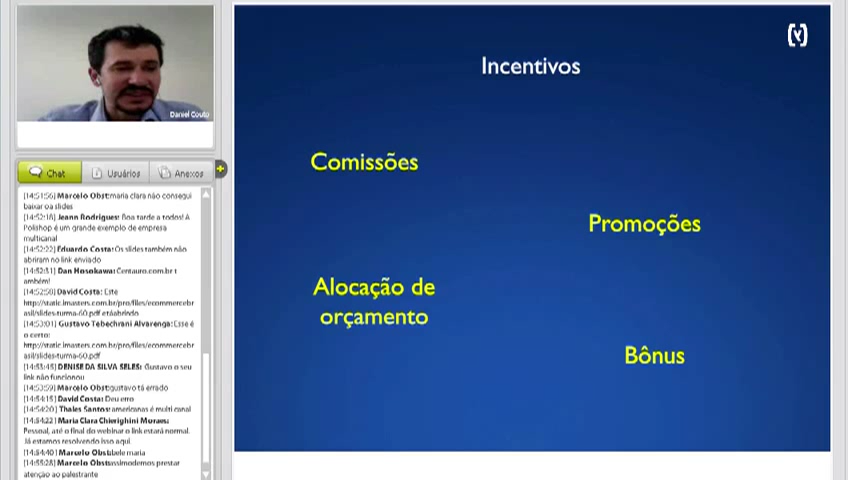 Daniel Couto
Chat
Usuários
Anexos
[14:51:56] Marcelo Obst:maria clara não consegui
baixar oa slides
[14:52:18] Jeann Rodrigues: Boa tarde a todos! A
Polishop é um grande exemplo de empresa
multicanal
[14:52:22] Eduardo Costa: Os slides também não
abriram no link enviado
[14:52:31] Dan Hosokawa: Centauro.com.br t
ambém!
[14:52:50] David Costa: Este
http://static.imasters.com.br/pro/files/ecommercebr
asil/slides-turma-60.pdf etáabrindo
[14:53:01] Gustavo Tebechrani Alvarenga: Esse é
o certo:
http://static.imasters.com.br/pro/files/ecommercebr
asil/slides-turma-60.pdf
[14:53:45] DENISE DA SILVA SELES: Gustavo o seu
link não funcionou
[14:53:59] Marcelo Obst:gustavo tá errado
[14:54:15] David Costa: Deu erro
[14:54:20] Thales Santos: americanas é multi canal
[14:54:22] Maria Clara Chierighini Moraes:
Pessoal, até o final do webinar o link estará normal.
Já estamos resolvendo isso aqui
[14:54:40] Marcelo Obst:bele maria
[14:55:28] Marcelo Obst:assimodemos prestar
atenção ao palestrante
Incentivos
Comissões
Promoções
Alocação de
orçamento
Bônus